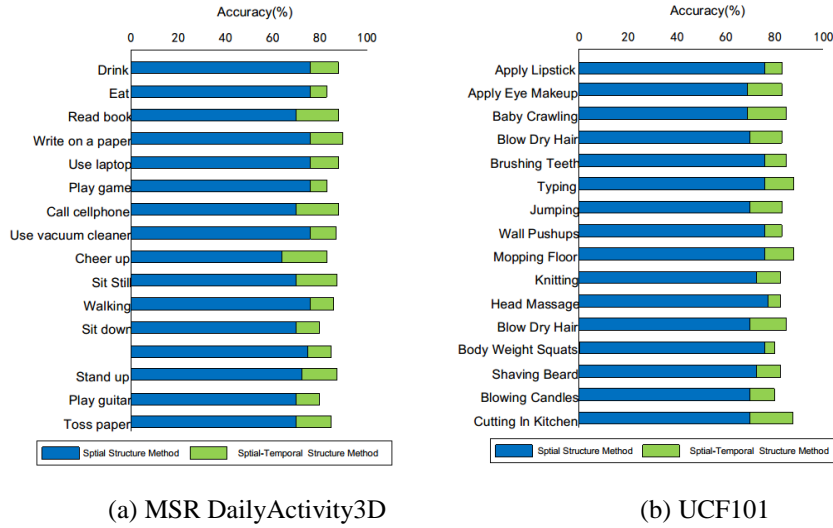 Accuracy(%)
0 20 40 60 80 100
Drink
Eat
Read book
Write on a paper
Use laptop
Play game
Call cellphone
Use vacuum cleaner
Cheer up
Sit Still
Walking
Sit down
Stand up
Play guitar
Toss paper
Sptial Structure Method Sptial-Temporal Structure Method
(a) MSR DailyActivity3D
Accuracy(%)
0 20 40 60 80 100
Apply Lipstick
Apply Eye Makeup
Baby Crawling
Blow Dry Hair
Brushing Teeth
Typing
Jumping
Wall Pushups
Mopping Floor
Knitting
Head Massage
Blow Dry Hair
Body Weight Squats
Shaving Beard
Blowing Candles
Cutting In Kitchen
Sptial Structure Method Sptial-Temporal Structure Method
(b) UCF101